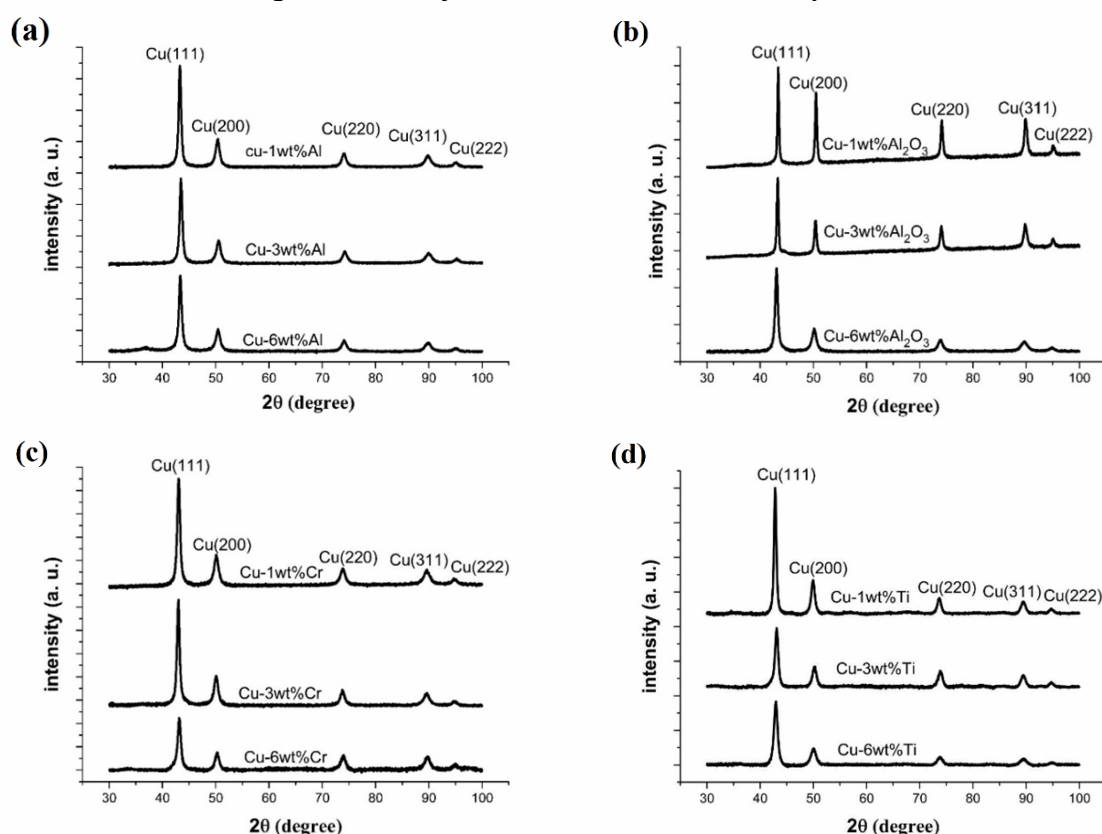 (a)
Cu(111)
Cu(200)
Cu(220)
Cu(311)
Cu(222)
cu-1wt%Al
Cu-3wt%Al
Cu-6wt%Al
intensity (a. u.)
30 40 50 60 70 80 90 100
2θ (degree)
(b)
Cu(111)
Cu(200)
Cu(220)
Cu(311)
Cu(222)
Cu-1wt%Al₂O₃
Cu-3wt%Al₂O₃
Cu-6wt%Al₂O₃
intensity (a. u.)
30 40 50 60 70 80 90 100
2θ (degree)
(c)
Cu(111)
Cu(200)
Cu(220)
Cu(311)
Cu(222)
Cu-1wt%Cr
Cu-3wt%Cr
Cu-6wt%Cr
intensity (a. u.)
30 40 50 60 70 80 90 100
2θ (degree)
(d)
Cu(111)
Cu(200)
Cu(220)
Cu(311)
Cu(222)
Cu-1wt%Ti
Cu-3wt%Ti
Cu-6wt%Ti
intensity (a. u.)
30 40 50 60 70 80 90 100
2θ (degree)